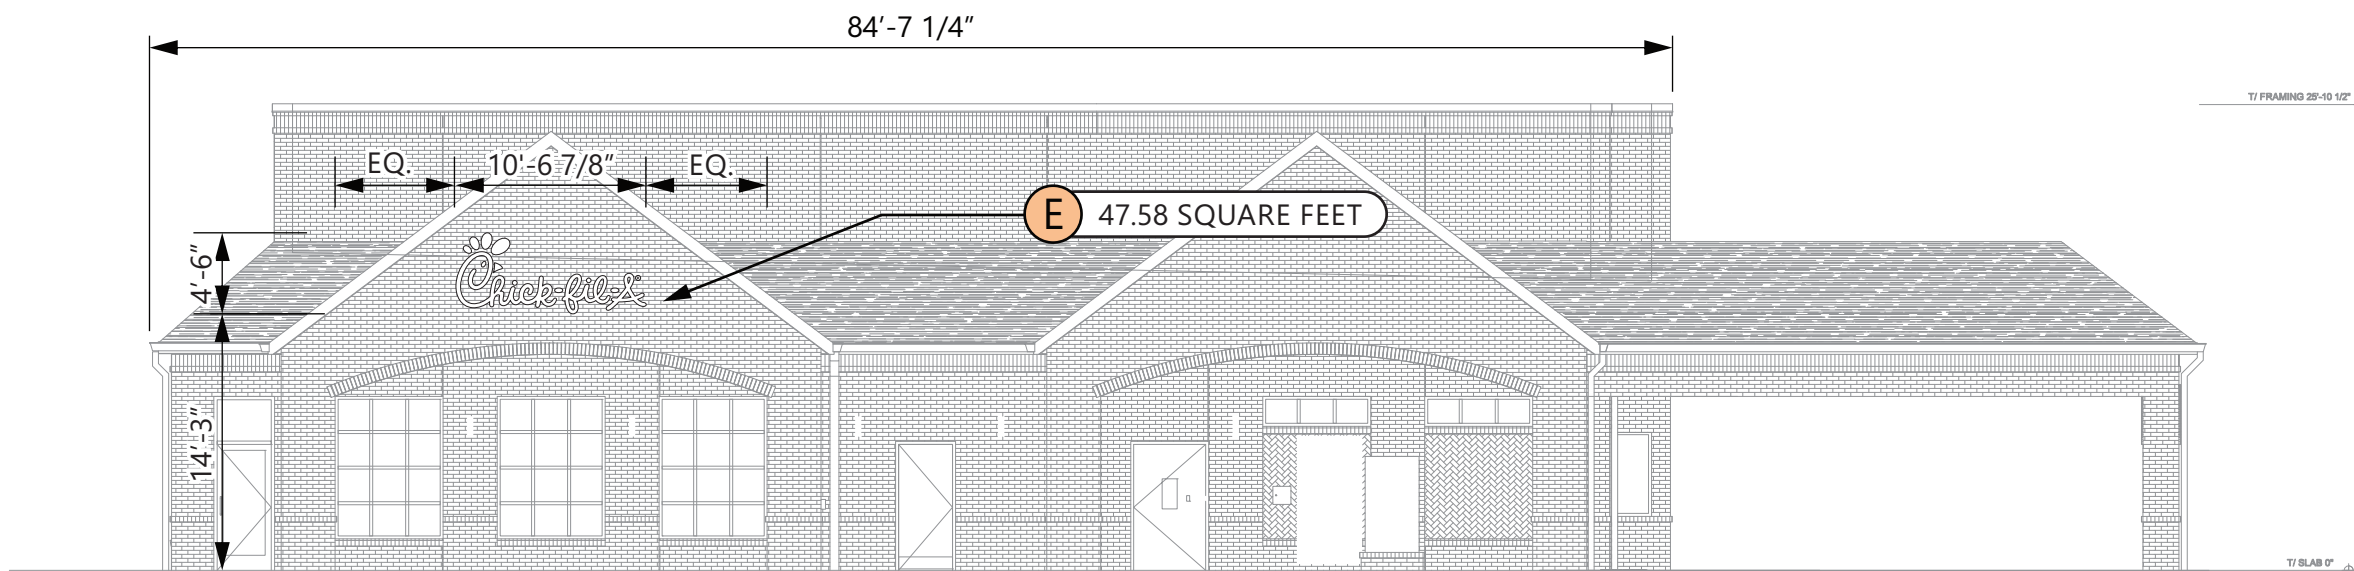 84'-7 1/4"
T/ FRAMING 25'-10 1/2"
EQ. 10'-6 7/8" EQ.
E 47.58 SQUARE FEET
4'-6"
Chick-fil-A®
14'-3"
T/ SLAB 0"